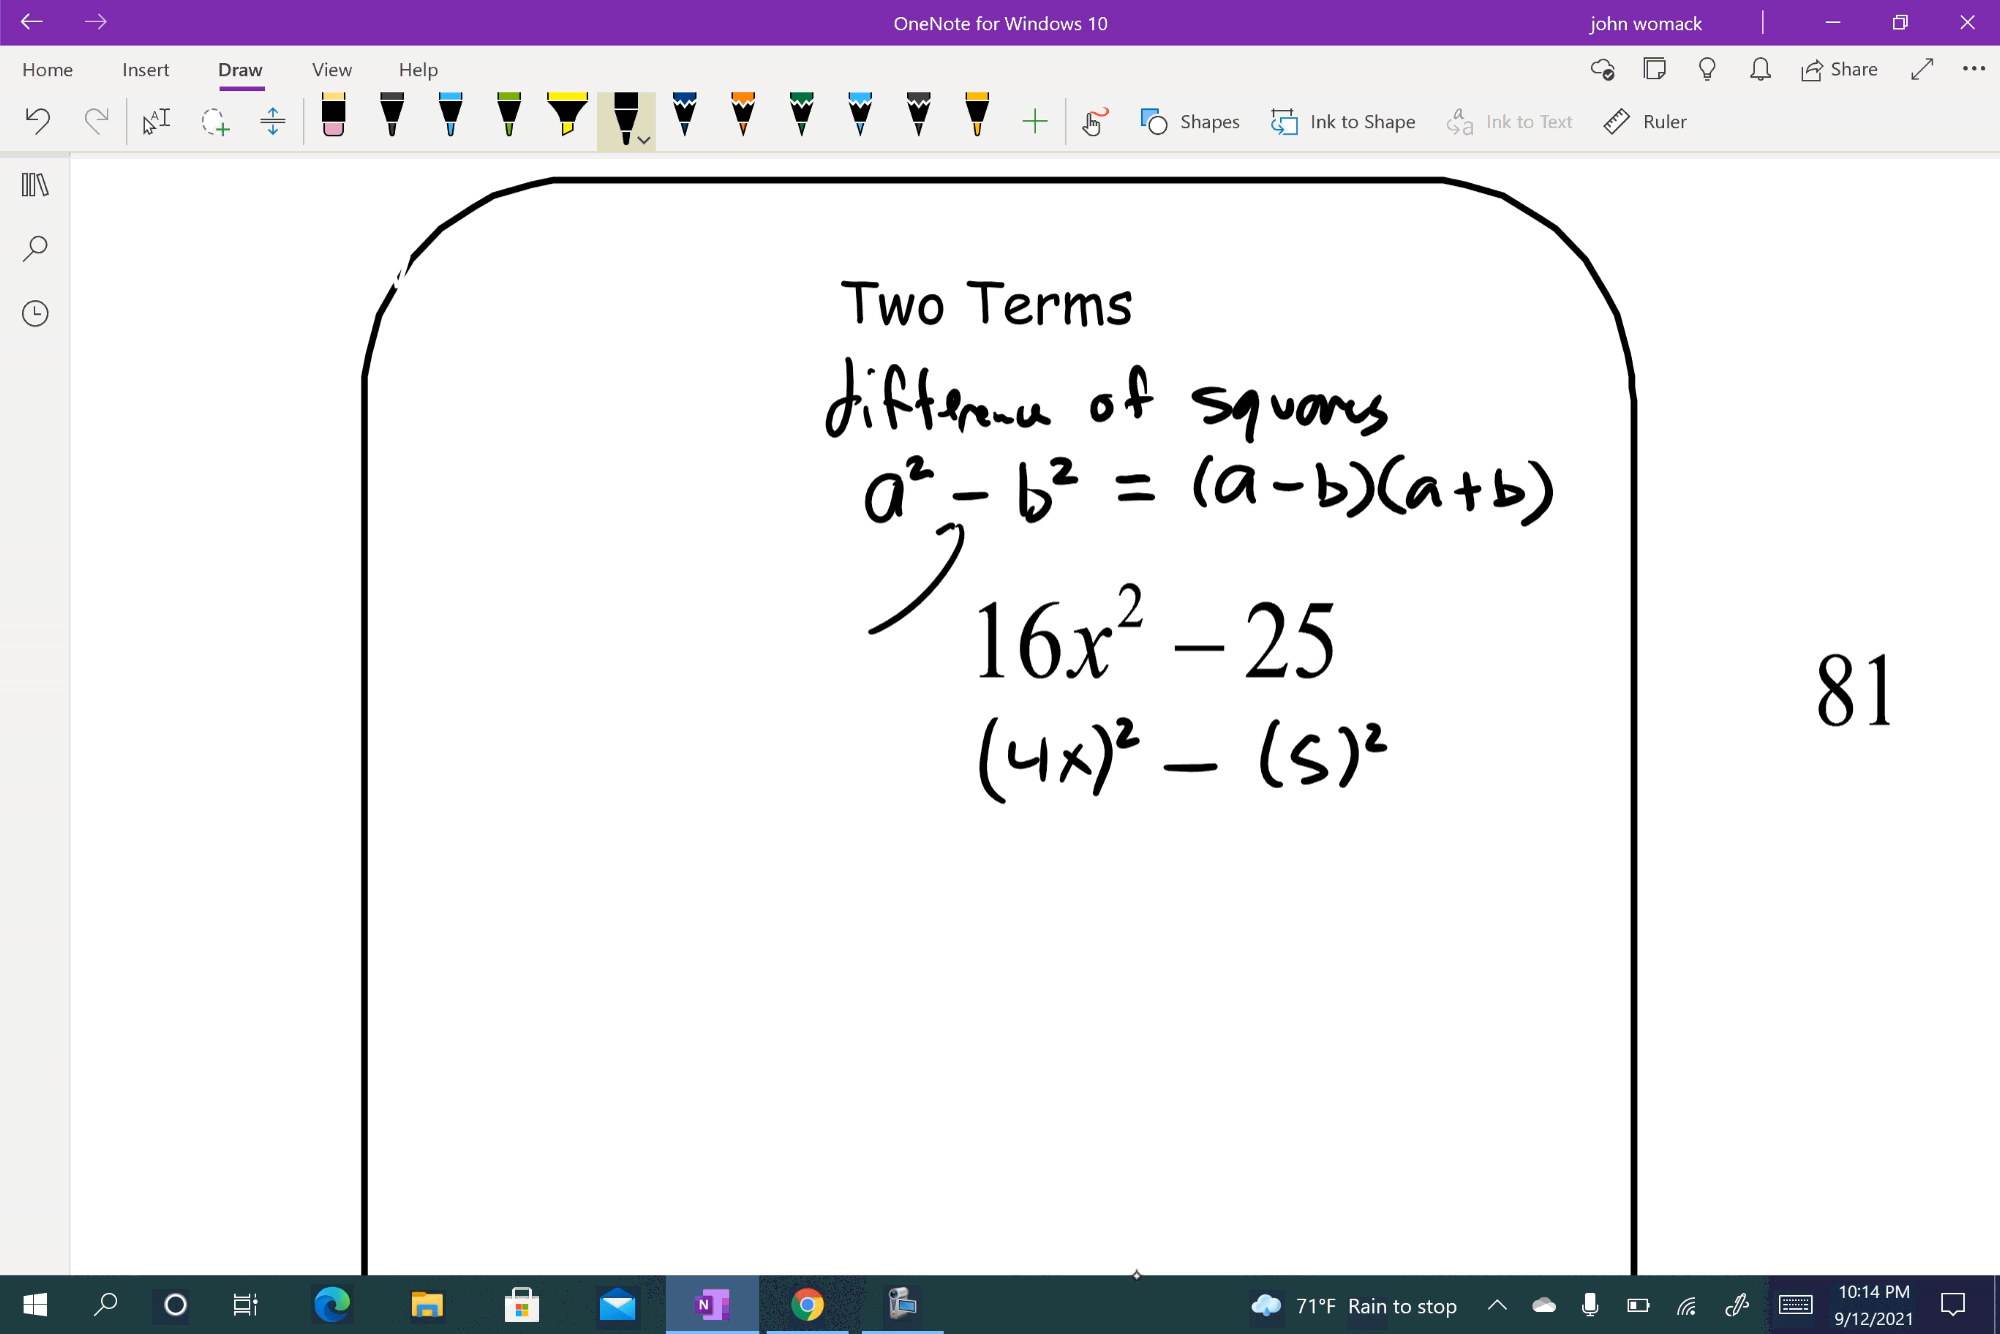 OneNote for Windows 10
john womack
Home Insert Draw View Help
Share
Shapes Ink to Shape Ink to Text Ruler
Two Terms
difference of squares
a² - b² = (a-b)(a+b)
16x² - 25
81
(4x)² - (5)²
71°F Rain to stop
10:14 PM
9/12/2021